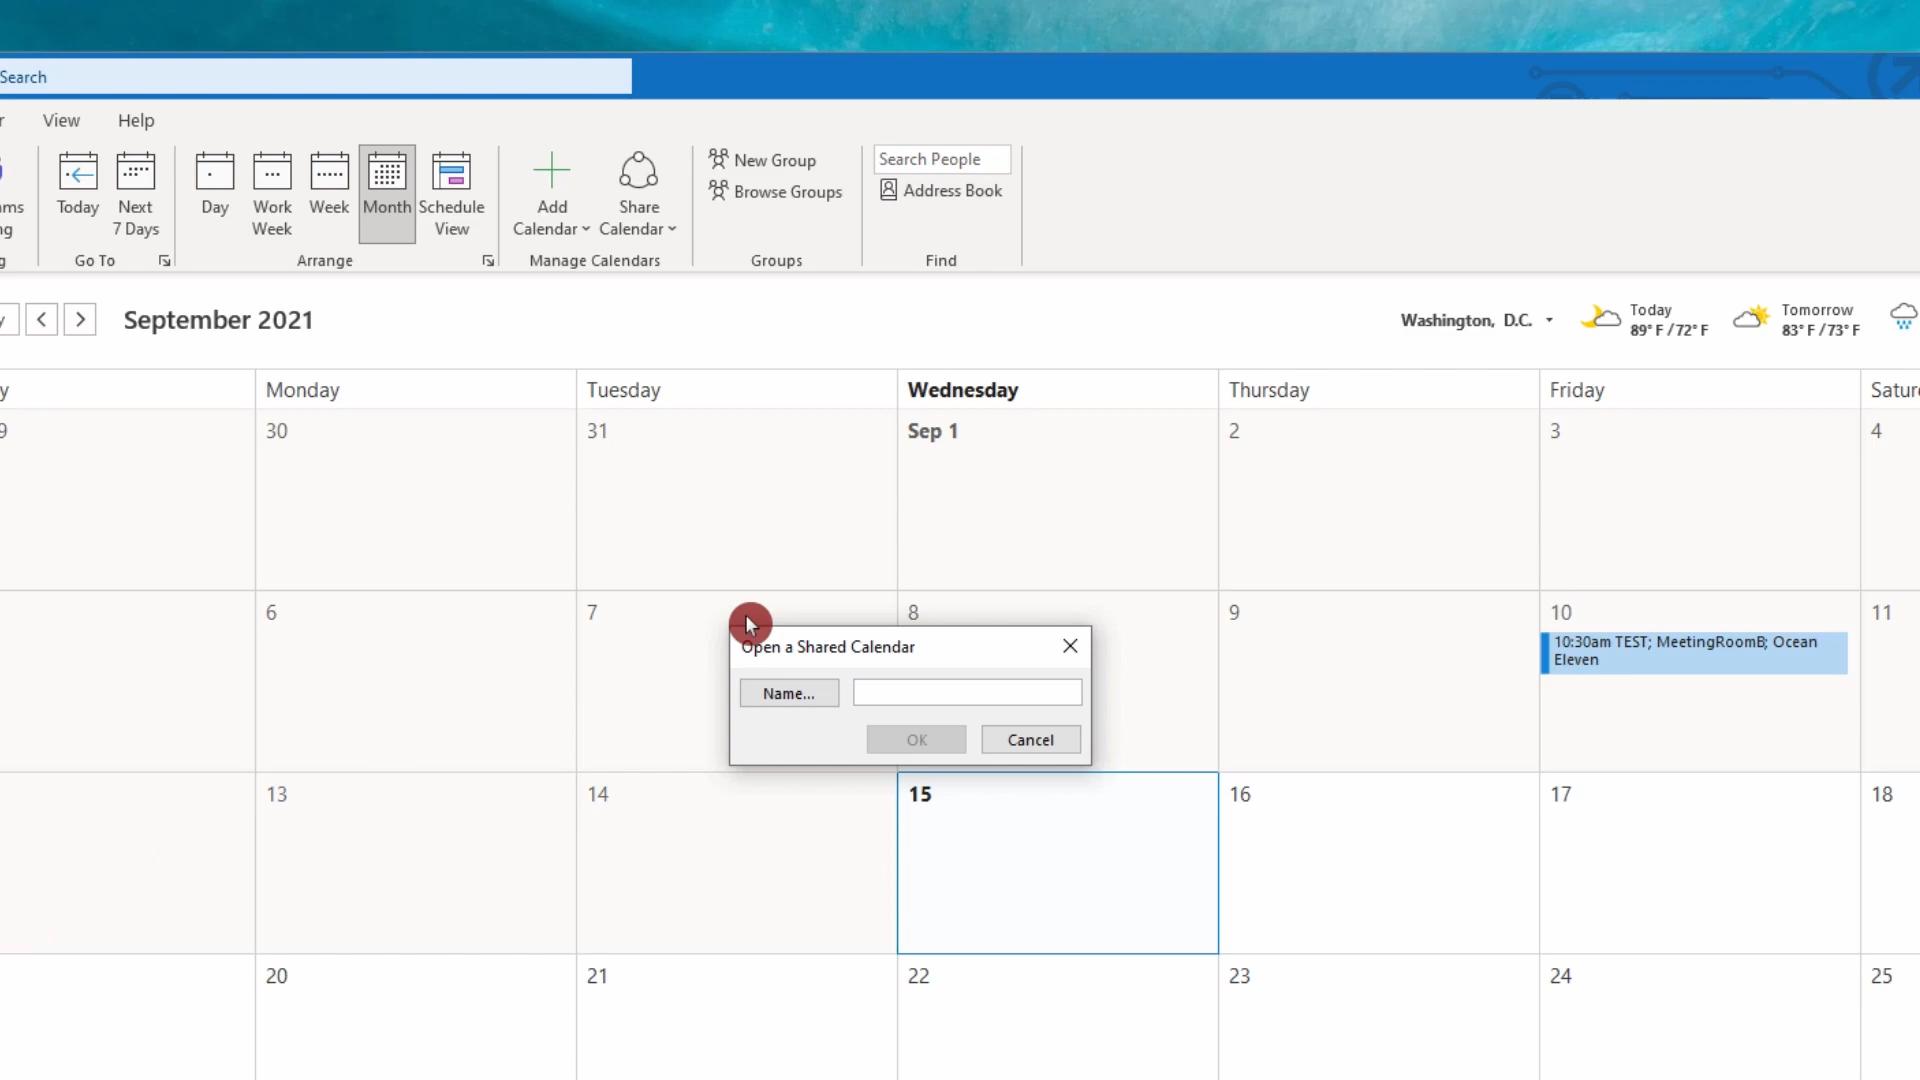 Search
r
View
Help
ms
ng
Today
Next
7 Days
Go To
Day
Work
Week
Week
Month
Schedule
View
Arrange
Add
Calendar
Share
Calendar
Manage Calendars
New Group
Browse Groups
Groups
Search People
Address Book
Find
g
y
September 2021
Washington, D.C.
Today
89° F / 72° F
Tomorrow
83° F / 73° F
y
Monday
Tuesday
Wednesday
Thursday
Friday
Satur
9
30
31
Sep 1
2
3
4
6
7
8
9
10
11
10:30am TEST; MeetingRoomB; Ocean
Eleven
Open a Shared Calendar
Name...
OK
Cancel
13
14
15
16
17
18
20
21
22
23
24
25